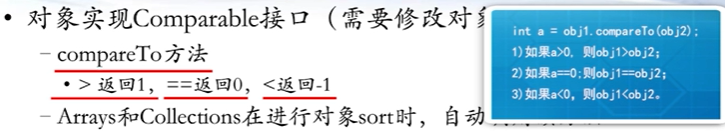 • 对象实现Comparable接口（需要修改对象
– compareTo方法
• > 返回1，==返回0，<返回-1
– Arrays和Collections在进行对象sort时，自动
int a = obj1.compareTo(obj2);
1)如果a>0, 则obj1>obj2;
2)如果a==0;则obj1==obj2;
3)如果a<0, 则obj1<obj2。